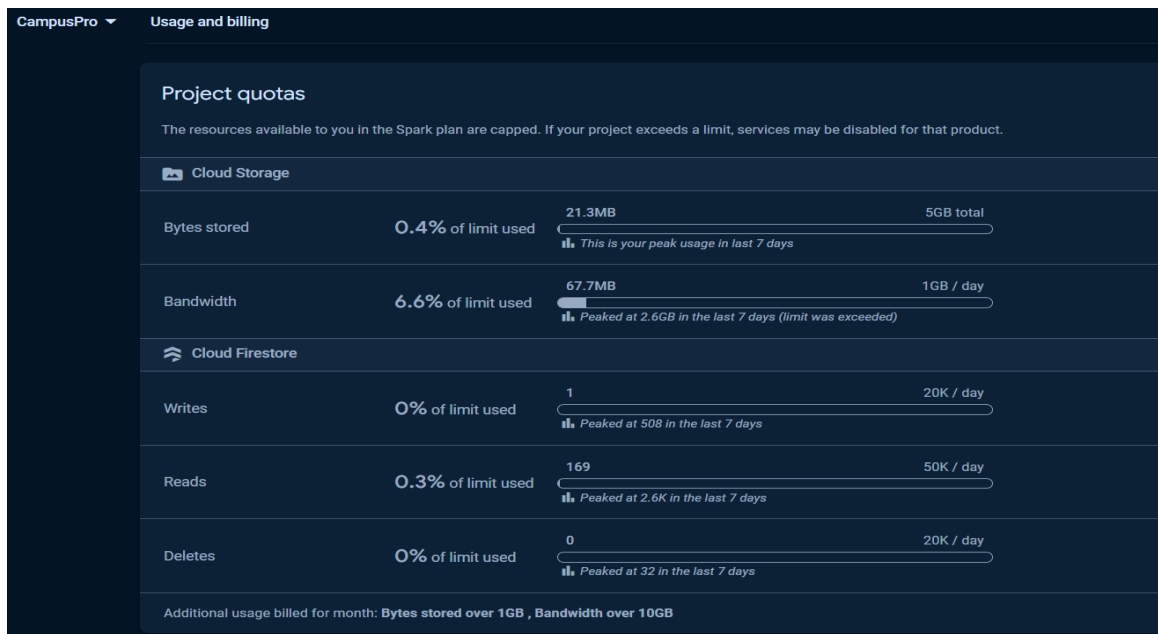 CampusPro Usage and billing
Project quotas
The resources available to you in the Spark plan are capped. If your project exceeds a limit, services may be disabled for that product.
Cloud Storage
Bytes stored
0.4% of limit used
21.3MB 5GB total
This is your peak usage in last 7 days
Bandwidth
6.6% of limit used
67.7MB 1GB / day
Peaked at 2.6GB in the last 7 days (limit was exceeded)
Cloud Firestore
Writes
0% of limit used
1 20K / day
Peaked at 508 in the last 7 days
Reads
0.3% of limit used
169 50K / day
Peaked at 2.6K in the last 7 days
Deletes
0% of limit used
0 20K / day
Peaked at 32 in the last 7 days
Additional usage billed for month: Bytes stored over 1GB , Bandwidth over 10GB